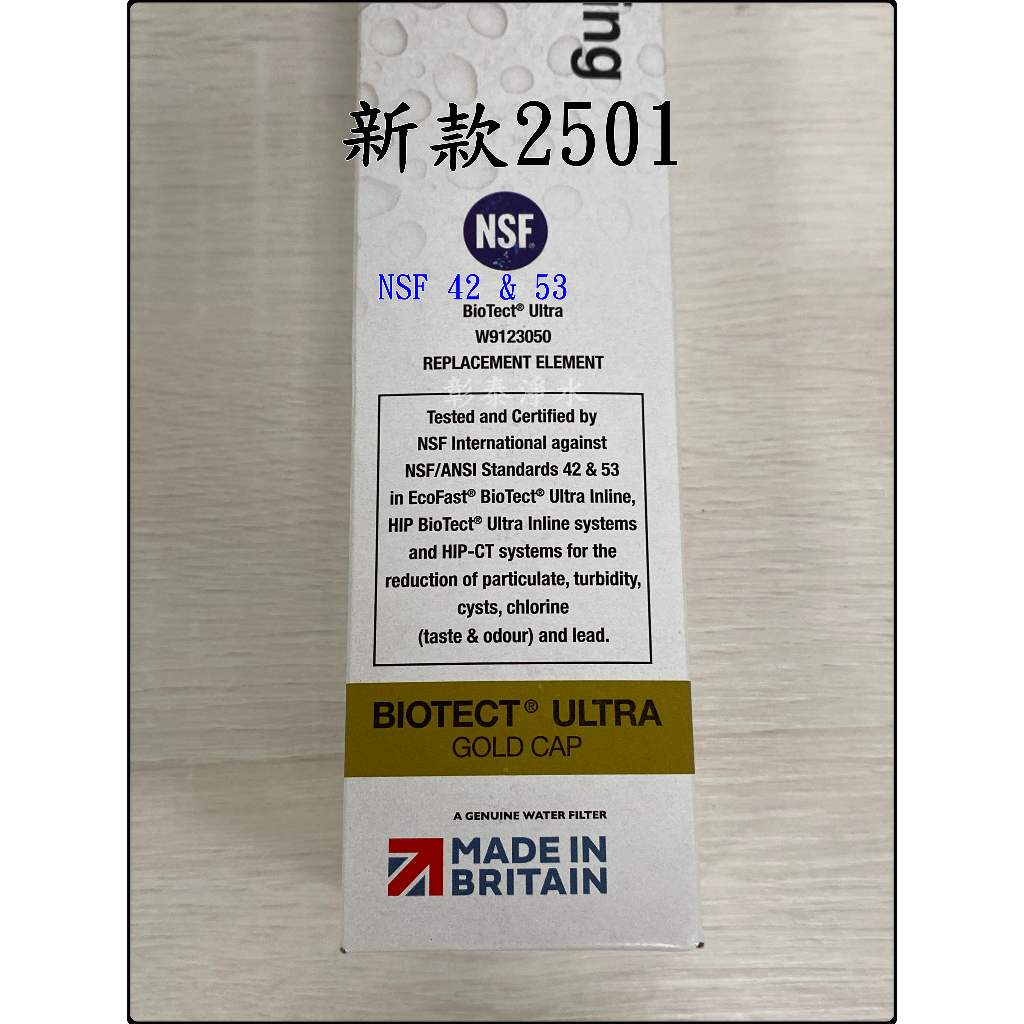 ing
新款2501
NSF®
NSF 42 & 53
BioTect® Ultra
W9123050
REPLACEMENT ELEMENT
彰泰淨水
Tested and Certified by
NSF International against
NSF/ANSI Standards 42 & 53
in EcoFast® BioTect® Ultra Inline,
HIP BioTect® Ultra Inline systems
and HIP-CT systems for the
reduction of particulate, turbidity,
cysts, chlorine
(taste & odour) and lead.
BIOTECT® ULTRA
GOLD CAP
A GENUINE WATER FILTER
MADE IN
BRITAIN